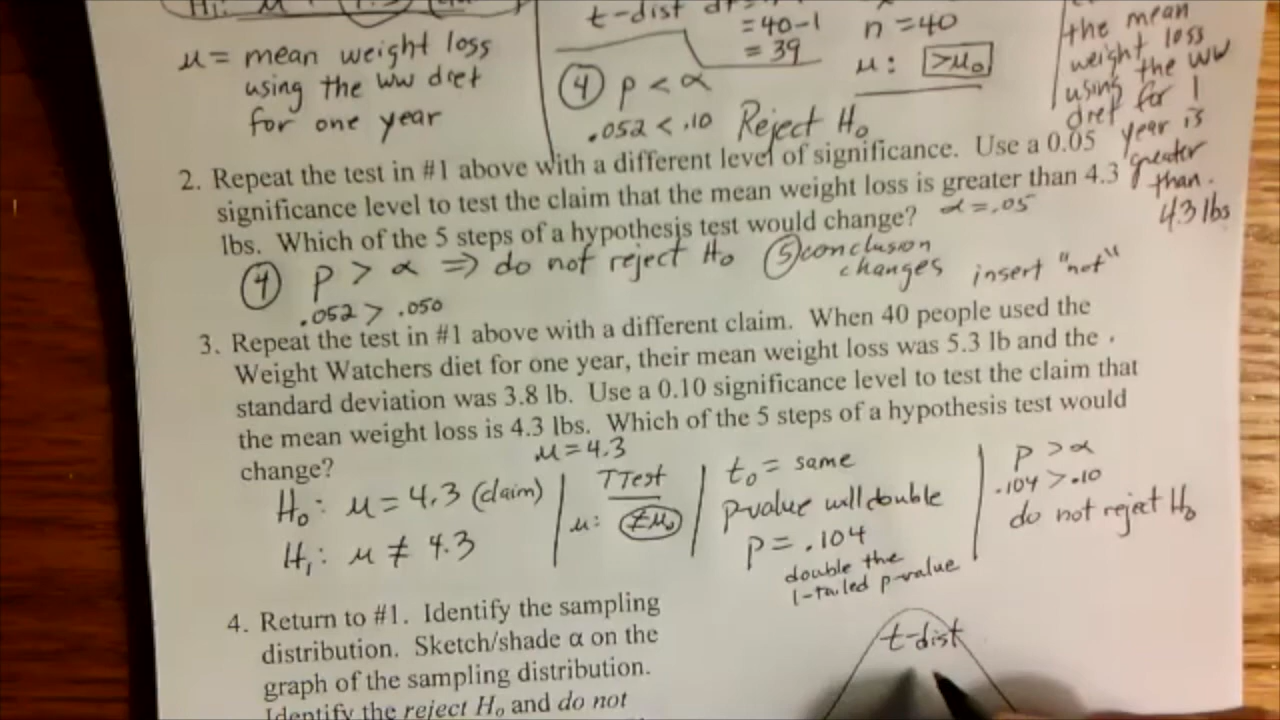 μ = mean weight loss
using the WW diet
for one year
t-dist
= 40-1
= 39
n = 40
μ: >μ₀
④ p < α
.052 < .10 Reject H₀
the mean
weight loss
using the WW
diet for 1
year is
greater
than.
4.3 lbs
2. Repeat the test in #1 above with a different level of significance. Use a 0.05
significance level to test the claim that the mean weight loss is greater than 4.3
lbs. Which of the 5 steps of a hypothesis test would change? α = .05
④ p > α ⇒ do not reject H₀
.052 > .050
⑤ conclusion
changes insert "not"
3. Repeat the test in #1 above with a different claim. When 40 people used the
Weight Watchers diet for one year, their mean weight loss was 5.3 lb and the
standard deviation was 3.8 lb. Use a 0.10 significance level to test the claim that
the mean weight loss is 4.3 lbs. Which of the 5 steps of a hypothesis test would
change?
μ = 4.3
H₀: μ = 4.3 (claim)
H₁: μ ≠ 4.3
TTest
μ: ≠μ₀
t₀ = same
p-value will double
p = .104
double the
1-tailed p-value
p > α
.104 > .10
do not reject H₀
4. Return to #1. Identify the sampling
distribution. Sketch/shade α on the
graph of the sampling distribution.
Identify the reject H₀ and do not
t-dist